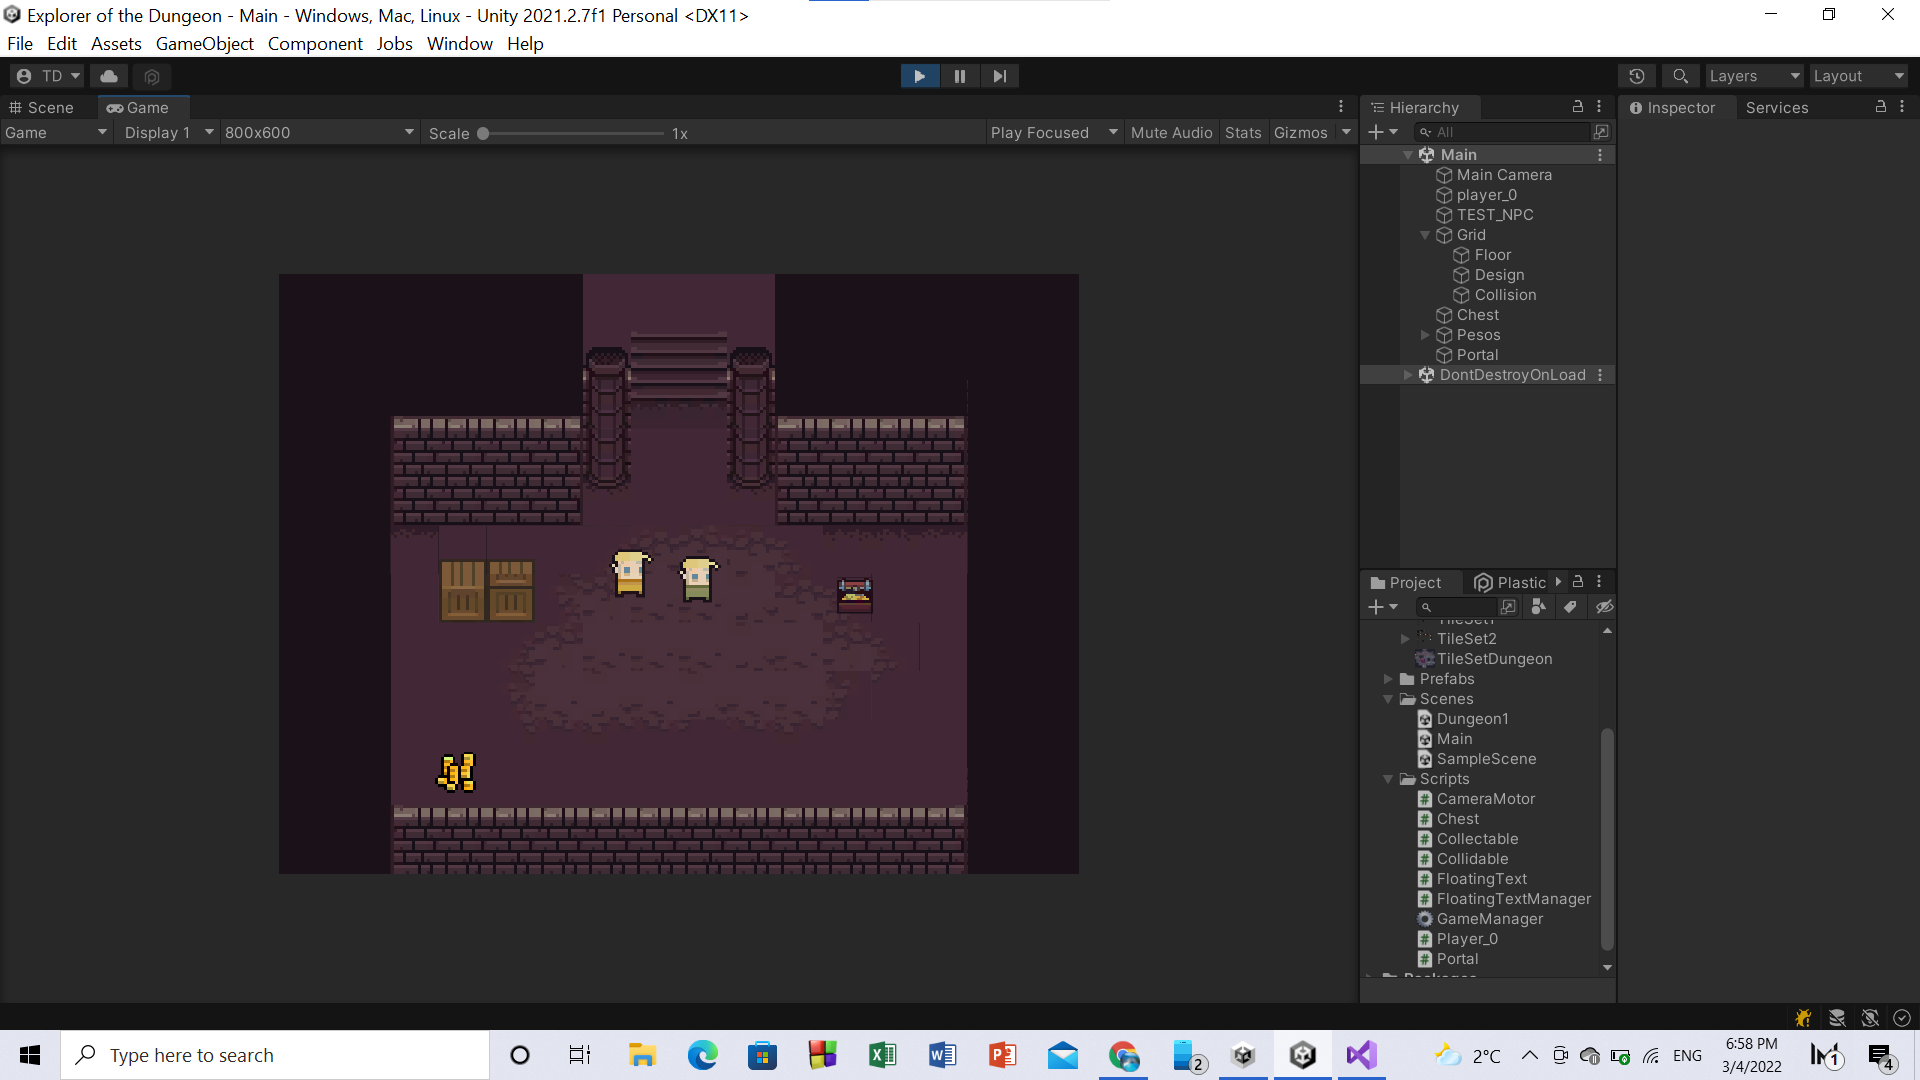 Explorer of the Dungeon - Main - Windows, Mac, Linux - Unity 2021.2.7f1 Personal <DX11>
File Edit Assets GameObject Component Jobs Window Help
TD
Layers
Layout
Scene
Game
Game
Display 1
800x600
Scale
1x
Play Focused
Mute Audio
Stats
Gizmos
Hierarchy
All
Main
Main Camera
player_0
TEST_NPC
Grid
Floor
Design
Collision
Chest
Pesos
Portal
DontDestroyOnLoad
Inspector
Services
Project
Plastic
TileSet1
TileSet2
TileSetDungeon
Prefabs
Scenes
Dungeon1
Main
SampleScene
Scripts
CameraMotor
Chest
Collectable
Collidable
FloatingText
FloatingTextManager
GameManager
Player_0
Portal
Packages
Type here to search
2
2°C
ENG
6:58 PM
3/4/2022
1
4